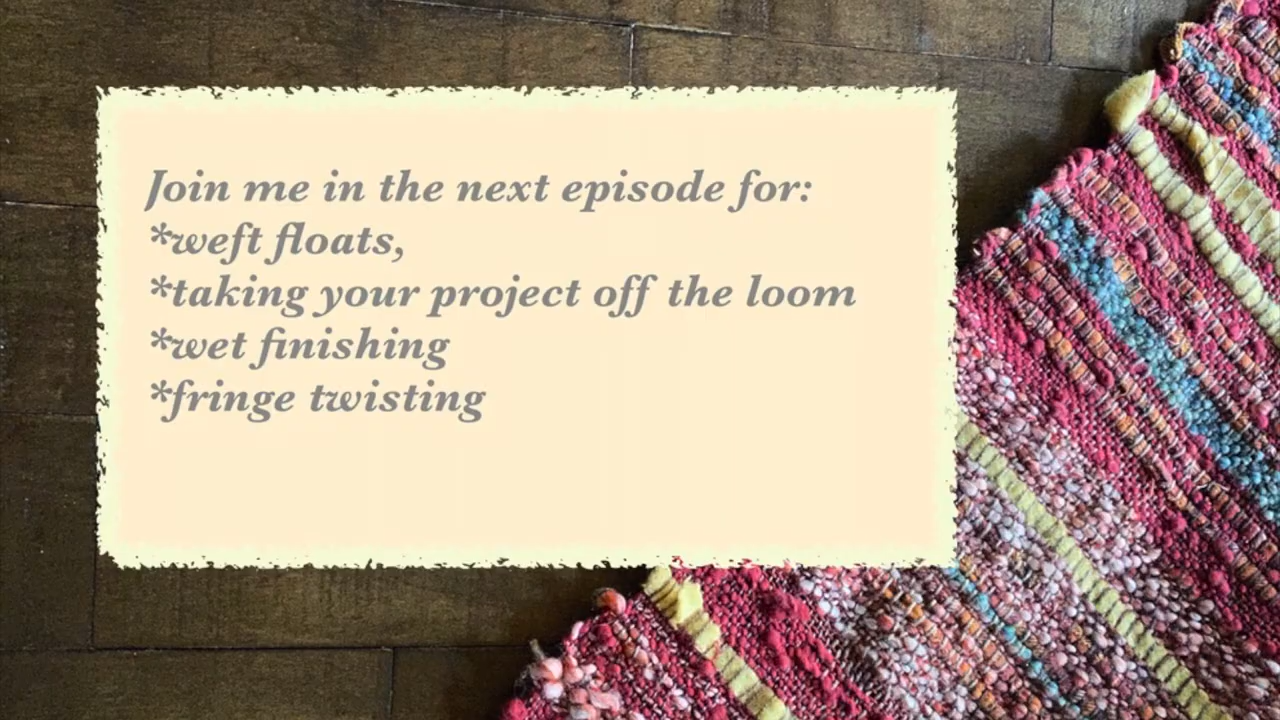 Join me in the next episode for:
*weft floats,
*taking your project off the loom
*wet finishing
*fringe twisting